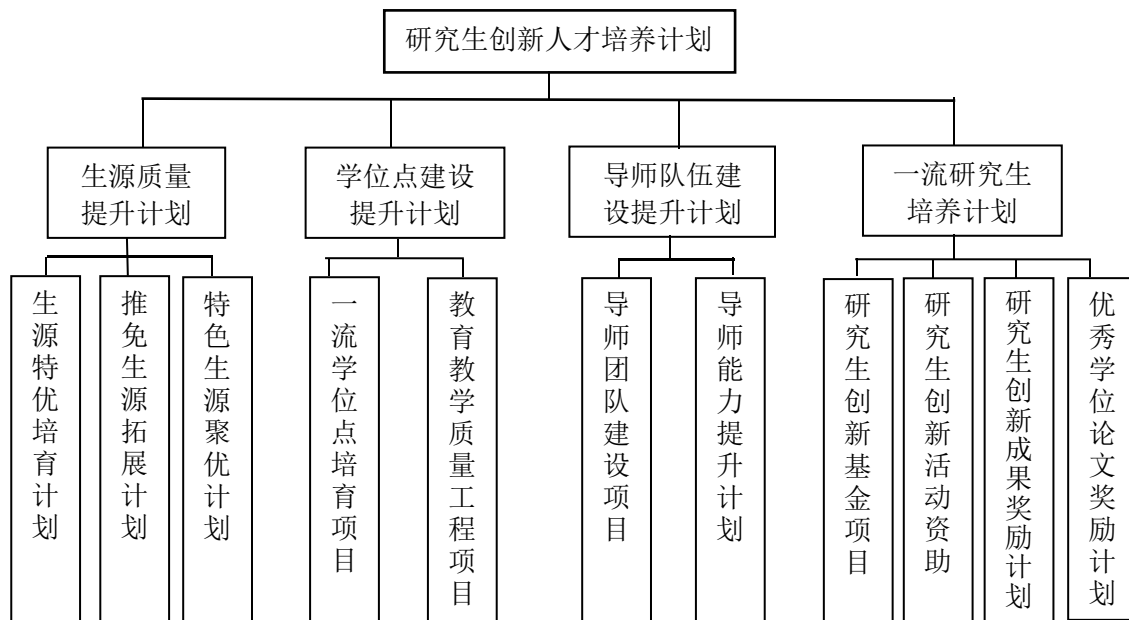 研究生创新人才培养计划
生源质量
提升计划
学位点建设
提升计划
导师队伍建
设提升计划
一流研究生
培养计划
生源特优培育计划
推免生源拓展计划
特色生源聚优计划
一流学位点培育项目
教育教学质量工程项目
导师团队建设项目
导师能力提升计划
研究生创新基金项目
研究生创新活动资助
研究生创新成果奖励计划
优秀学位论文奖励计划